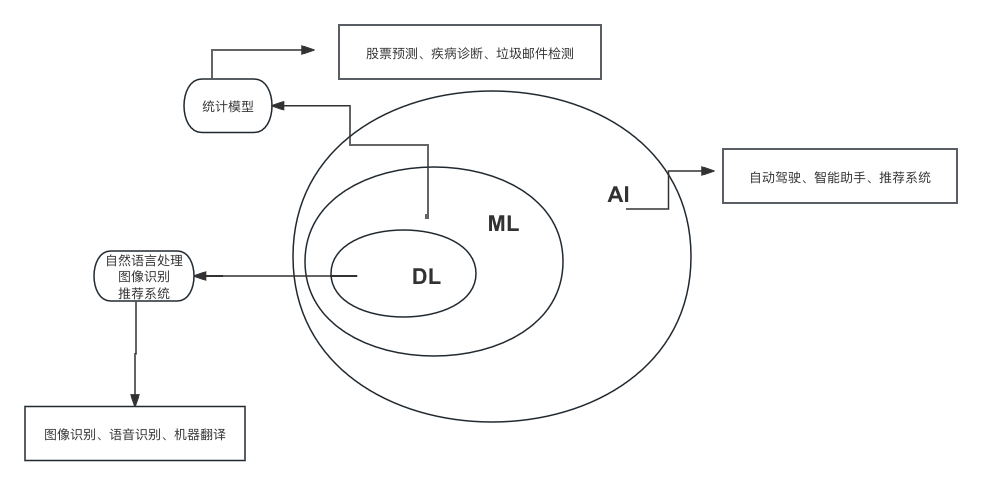 股票预测、疾病诊断、垃圾邮件检测
统计模型
自动驾驶、智能助手、推荐系统
AI
ML
DL
自然语言处理
图像识别
推荐系统
图像识别、语音识别、机器翻译